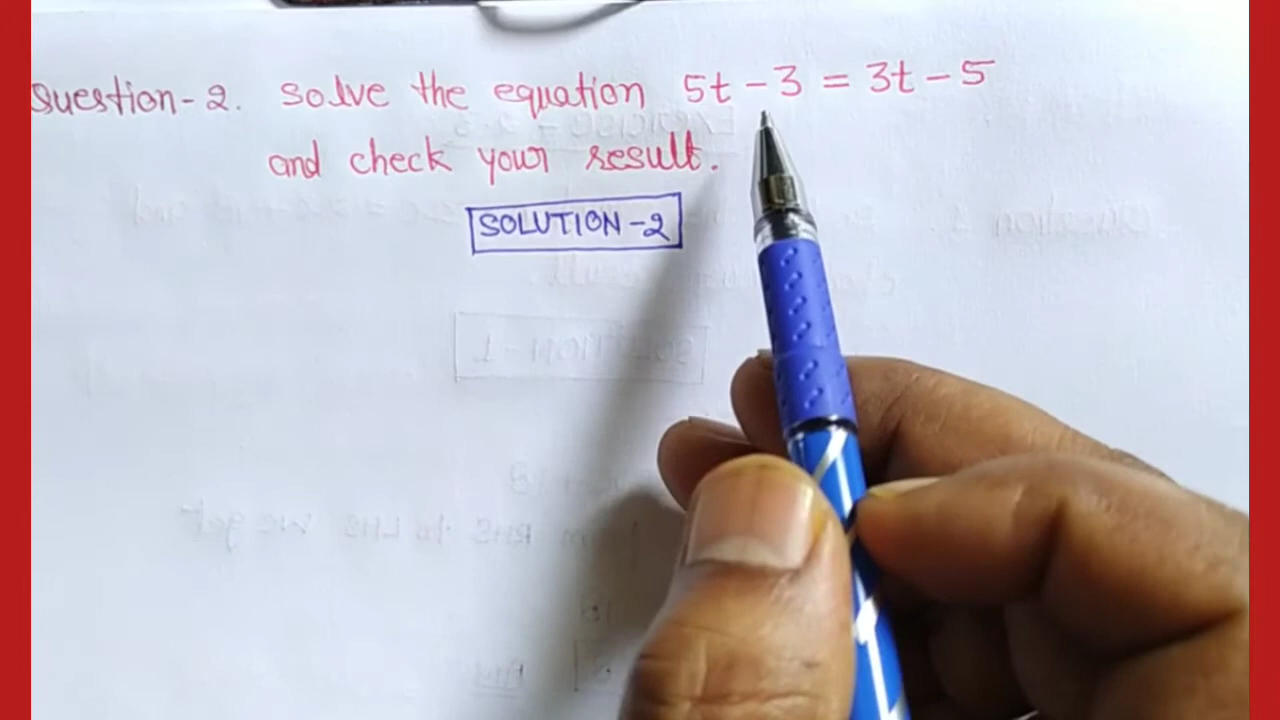 Question-2. Solve the equation 5t - 3 = 3t - 5
and check your result.
SOLUTION-2